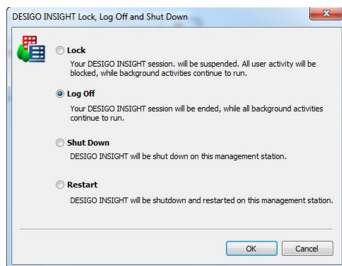 DESIGO INSIGHT Lock, Log Off and Shut Down
Lock
Your DESIGO INSIGHT session. will be suspended. All user activity will be
blocked, while background activities continue to run.
Log Off
Your DESIGO INSIGHT session will be ended, while all background activities
continue to run.
Shut Down
DESIGO INSIGHT will be shut down on this management station.
Restart
DESIGO INSIGHT will be shutdown and restarted on this management station.
OK Cancel